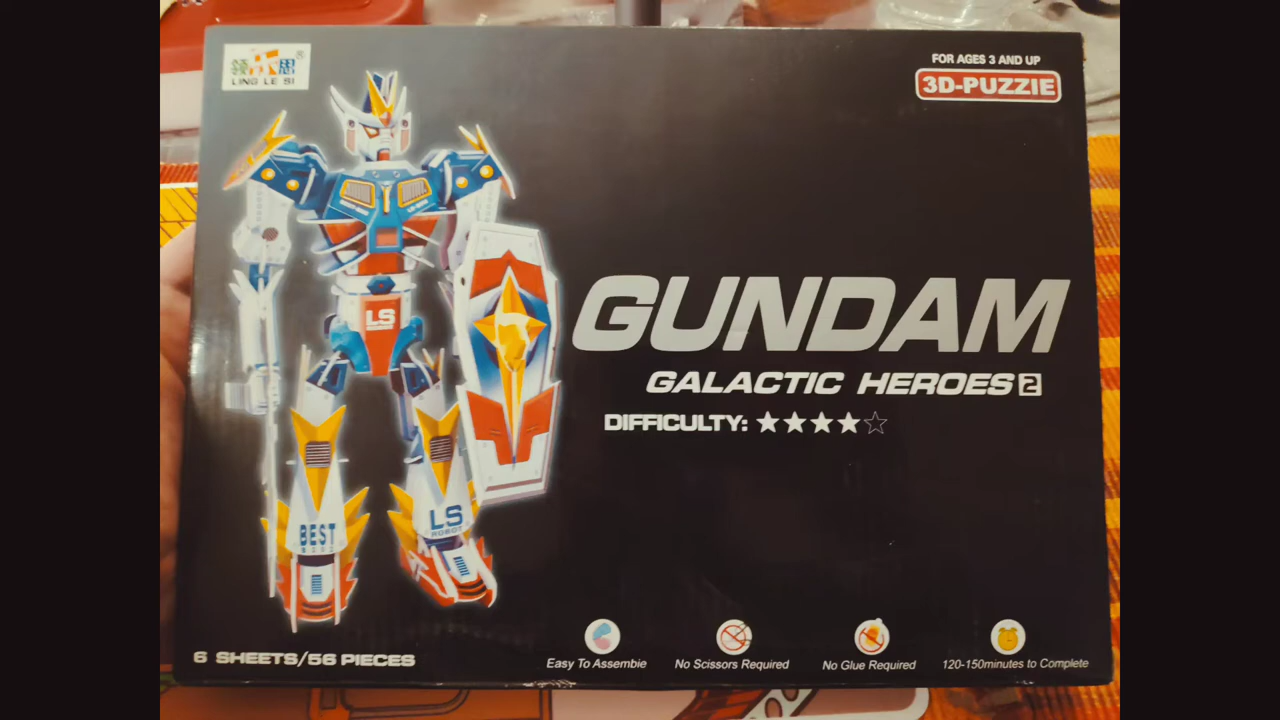 LING LE SI
®
FOR AGES 3 AND UP
3D-PUZZIE
GUNDAM
GALACTIC HEROES 2
DIFFICULTY:
LS
BEST
LS
ROBOT
6 SHEETS/56 PIECES
Easy To Assembie
No Scissors Required
No Glue Required
120-150minutes to Complete